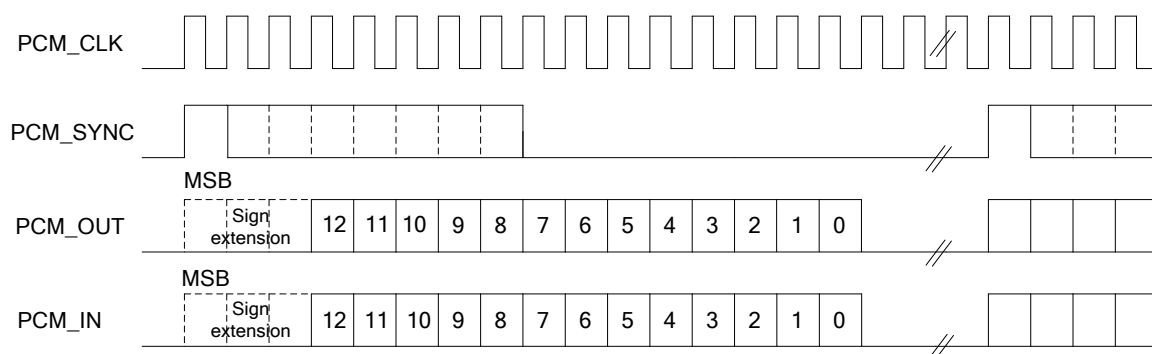 PCM_CLK
PCM_SYNC
MSB
PCM_OUT
Sign
extension
12 11 10 9 8 7 6 5 4 3 2 1 0
MSB
PCM_IN
Sign
extension
12 11 10 9 8 7 6 5 4 3 2 1 0